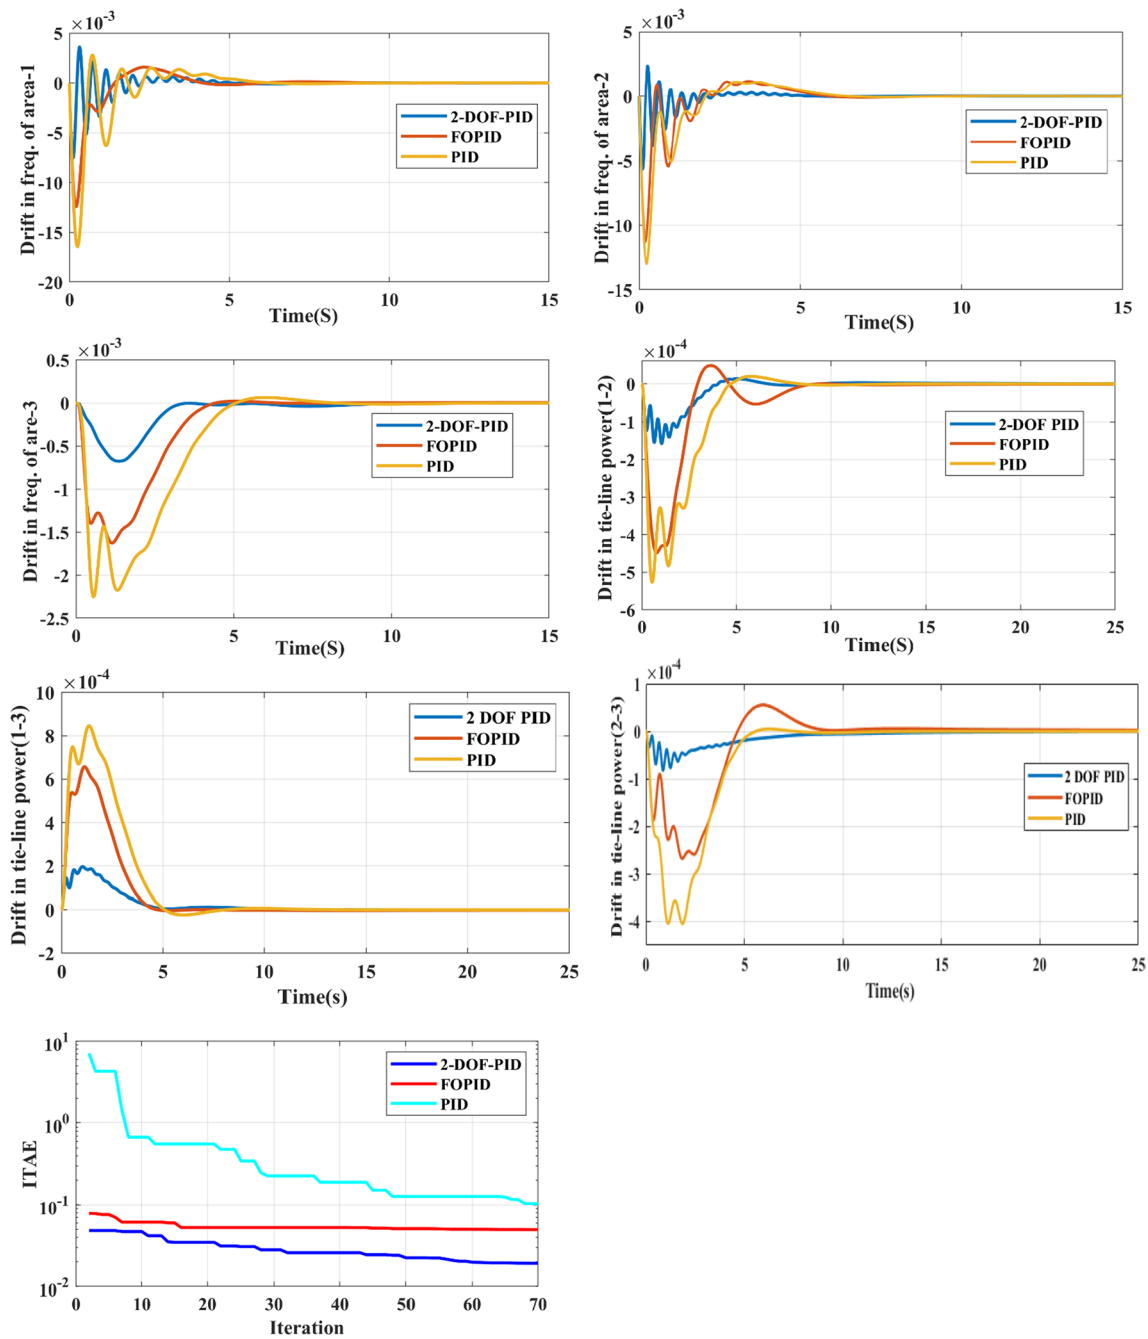 ×10⁻³
5
0
-5
-10
-15
-20
Drift in freq. of area-1
2-DOF-PID
FOPID
PID
0 5 10 15
Time(S)
×10⁻³
5
0
-5
-10
-15
Drift in freq. of area-2
2-DOF-PID
FOPID
PID
0 5 10 15
Time(S)
×10⁻³
0.5
0
-0.5
-1
-1.5
-2
-2.5
Drift in freq. of are-3
2-DOF-PID
FOPID
PID
0 5 10 15
Time(S)
×10⁻⁴
0
-1
-2
-3
-4
-5
-6
Drift in tie-line power(1-2)
2-DOF PID
FOPID
PID
0 5 10 15 20 25
Time(S)
×10⁻⁴
10
8
6
4
2
0
-2
Drift in tie-line power(1-3)
2 DOF PID
FOPID
PID
0 5 10 15 20 25
Time(s)
×10⁻⁴
1
0
-1
-2
-3
-4
Drift in tie-line power(2-3)
2 DOF PID
FOPID
PID
0 5 10 15 20 25
Time(s)
10¹
10⁰
10⁻¹
10⁻²
ITAE
2-DOF-PID
FOPID
PID
0 10 20 30 40 50 60 70
Iteration